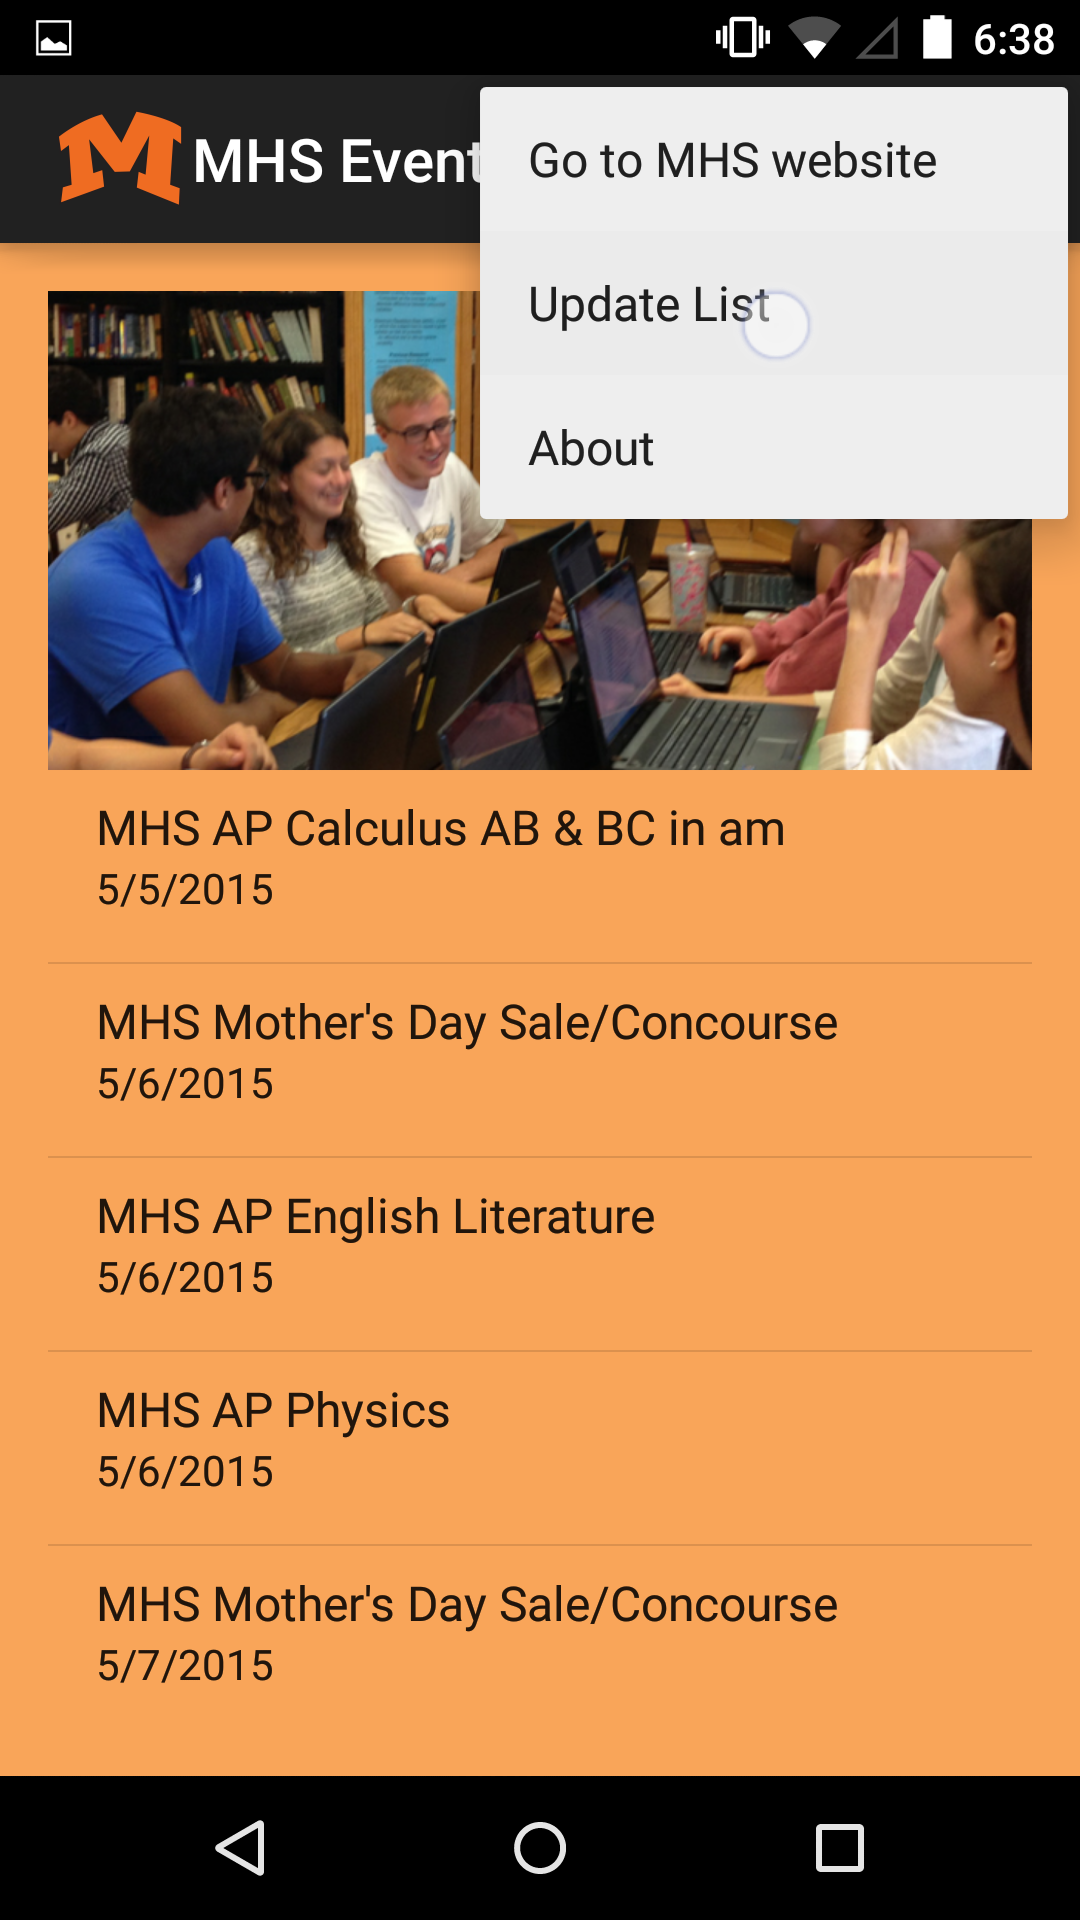 6:38
MHS Event
Go to MHS website
Update List
About
MHS AP Calculus AB & BC in am
5/5/2015
MHS Mother's Day Sale/Concourse
5/6/2015
MHS AP English Literature
5/6/2015
MHS AP Physics
5/6/2015
MHS Mother's Day Sale/Concourse
5/7/2015